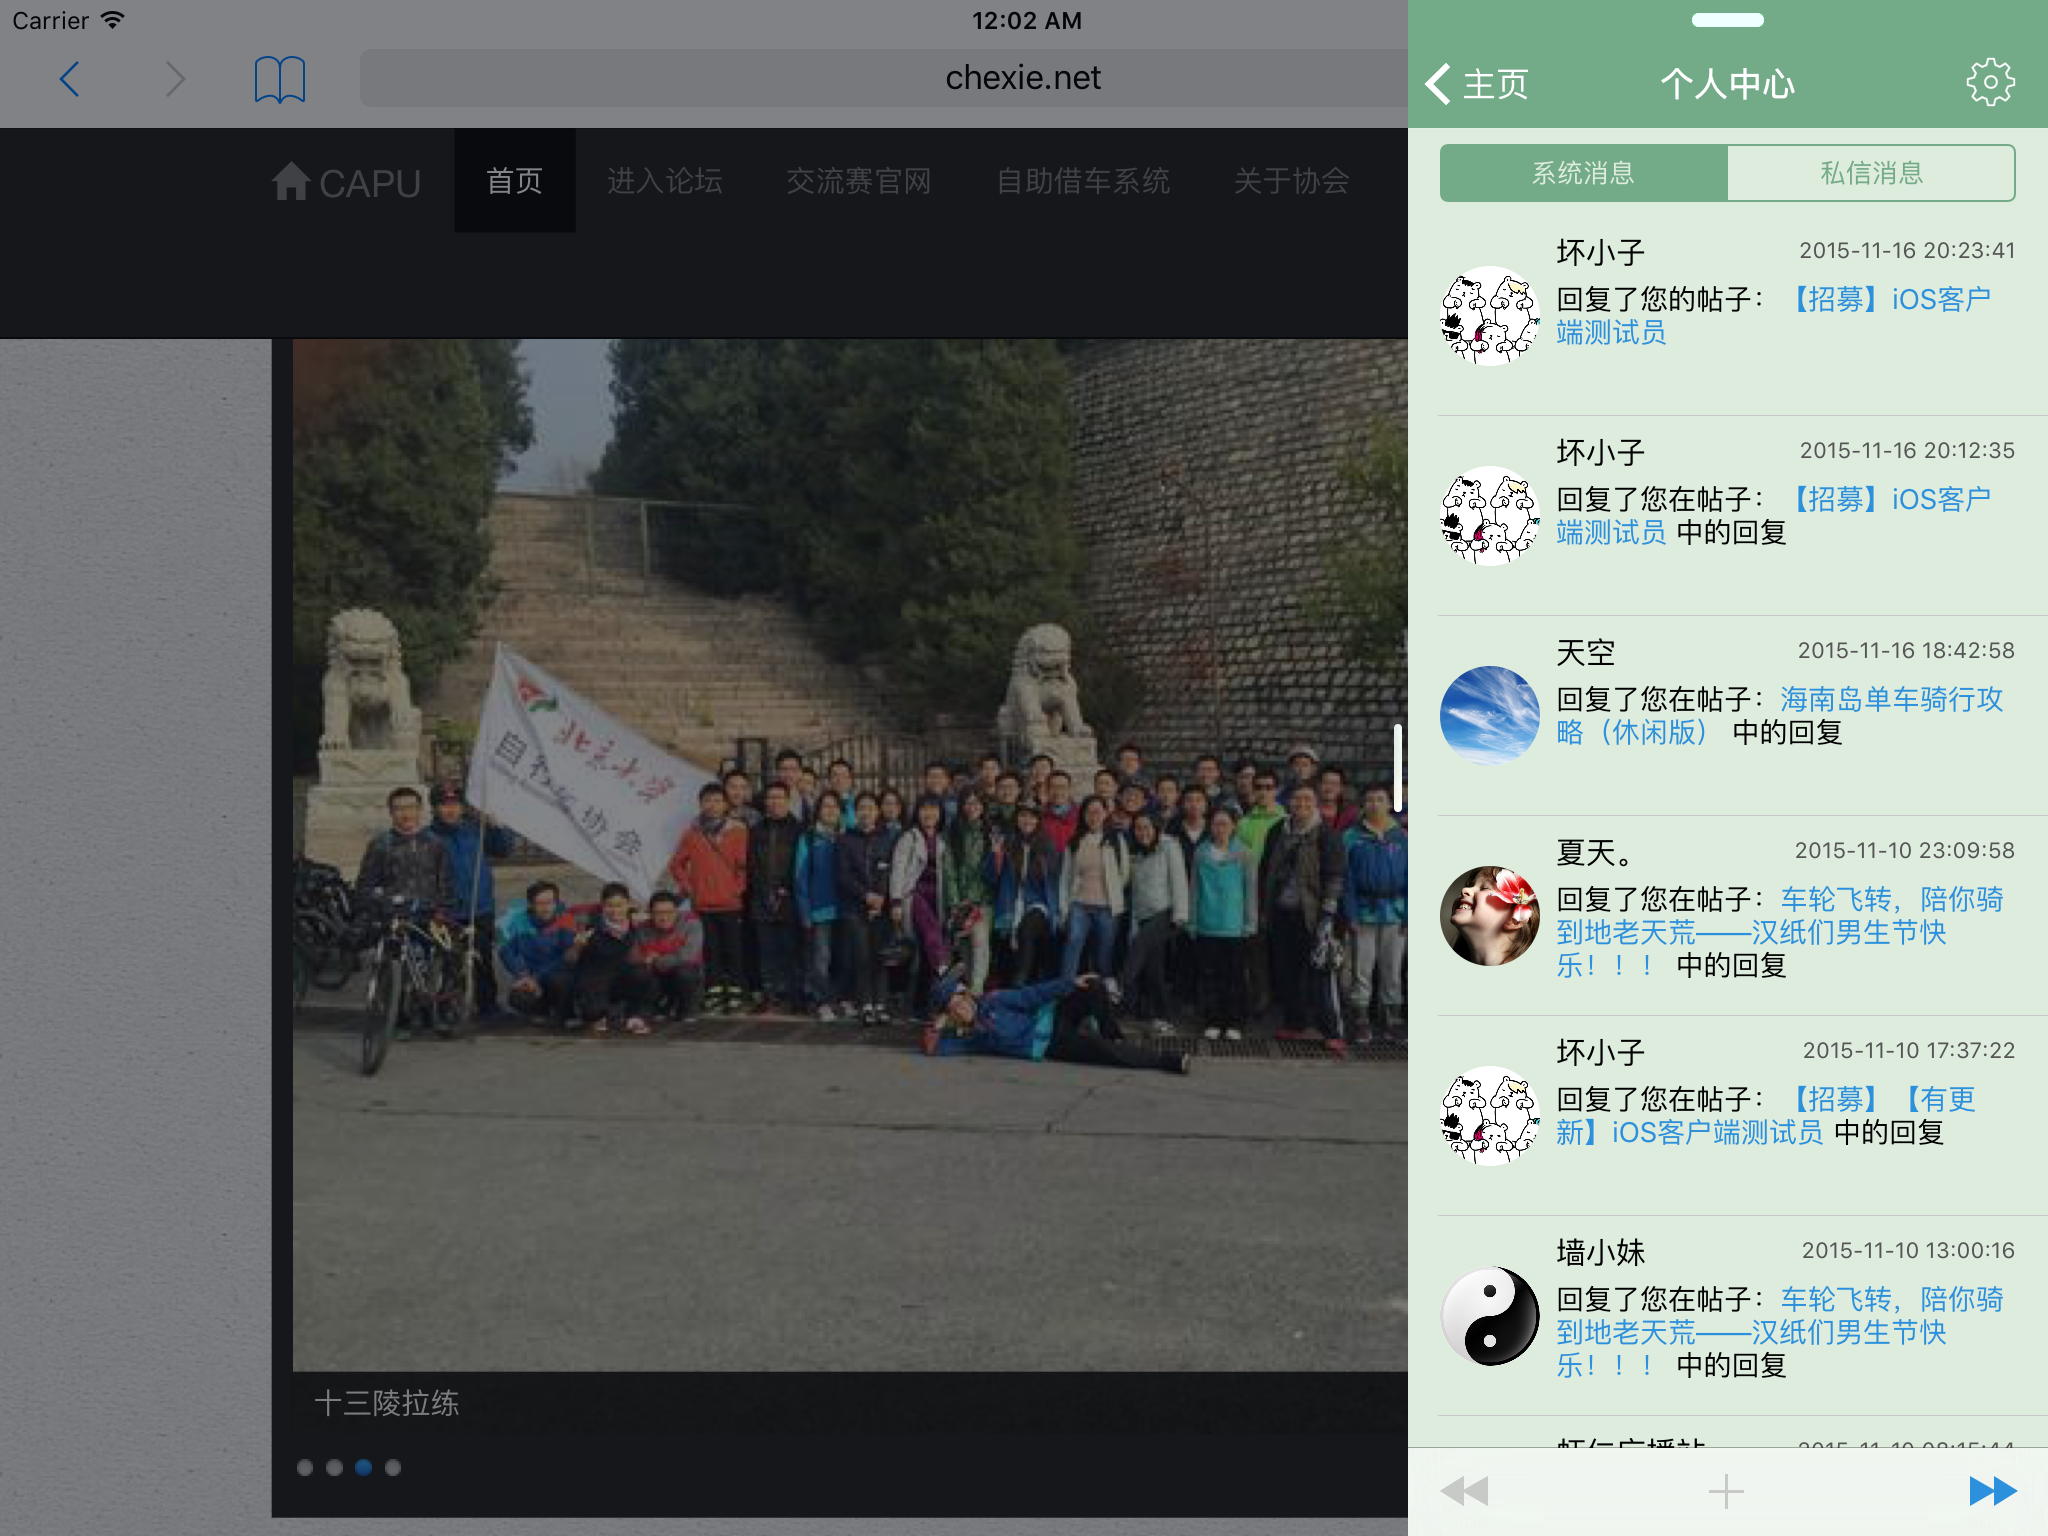 Carrier
12:02 AM
chexie.net
CAPU
首页
进入论坛
交流赛官网
自助借车系统
关于协会
北京大学
自行车协会
十三陵拉练
主页
个人中心
系统消息
私信消息
坏小子
2015-11-16 20:23:41
回复了您的帖子：【招募】iOS客户
端测试员
坏小子
2015-11-16 20:12:35
回复了您在帖子：【招募】iOS客户
端测试员 中的回复
天空
2015-11-16 18:42:58
回复了您在帖子：海南岛单车骑行攻
略（休闲版） 中的回复
夏天。
2015-11-10 23:09:58
回复了您在帖子：车轮飞转，陪你骑
到地老天荒——汉纸们男生节快
乐！！！ 中的回复
坏小子
2015-11-10 17:37:22
回复了您在帖子：【招募】【有更
新】iOS客户端测试员 中的回复
墙小妹
2015-11-10 13:00:16
回复了您在帖子：车轮飞转，陪你骑
到地老天荒——汉纸们男生节快
乐！！！ 中的回复